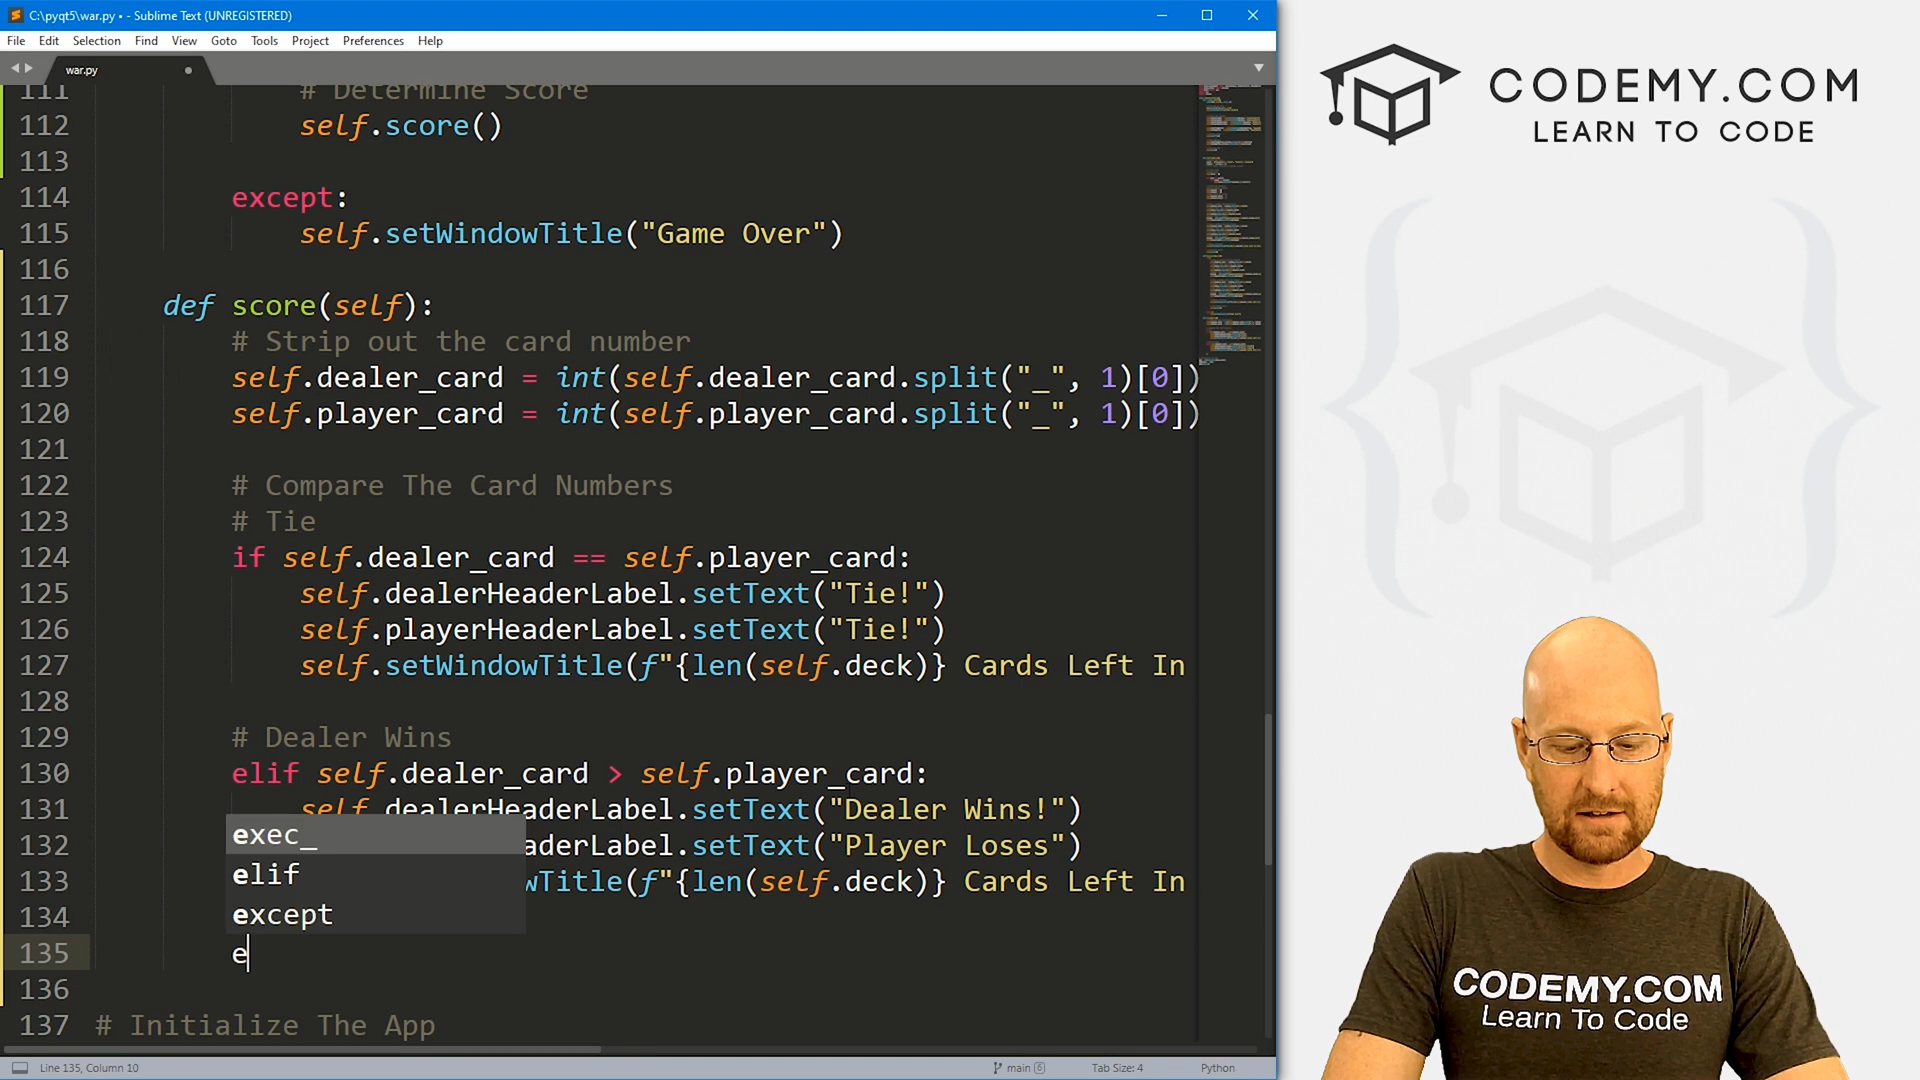 C:\pyqt5\war.py • - Sublime Text (UNREGISTERED)
File Edit Selection Find View Goto Tools Project Preferences Help
war.py
111 # Determine Score
112 self.score()
113
114 except:
115 self.setWindowTitle("Game Over")
116
117 def score(self):
118 # Strip out the card number
119 self.dealer_card = int(self.dealer_card.split("_", 1)[0])
120 self.player_card = int(self.player_card.split("_", 1)[0])
121
122 # Compare The Card Numbers
123 # Tie
124 if self.dealer_card == self.player_card:
125 self.dealerHeaderLabel.setText("Tie!")
126 self.playerHeaderLabel.setText("Tie!")
127 self.setWindowTitle(f"{len(self.deck)} Cards Left In
128
129 # Dealer Wins
130 elif self.dealer_card > self.player_card:
131 self.dealerHeaderLabel.setText("Dealer Wins!")
132 aderLabel.setText("Player Loses")
133 wTitle(f"{len(self.deck)} Cards Left In
134
135 e
136
137 # Initialize The App
exec_
elif
except
Line 135, Column 10 main 6 Tab Size: 4 Python
CODEMY.COM
LEARN TO CODE
CODEMY.COM
Learn To Code